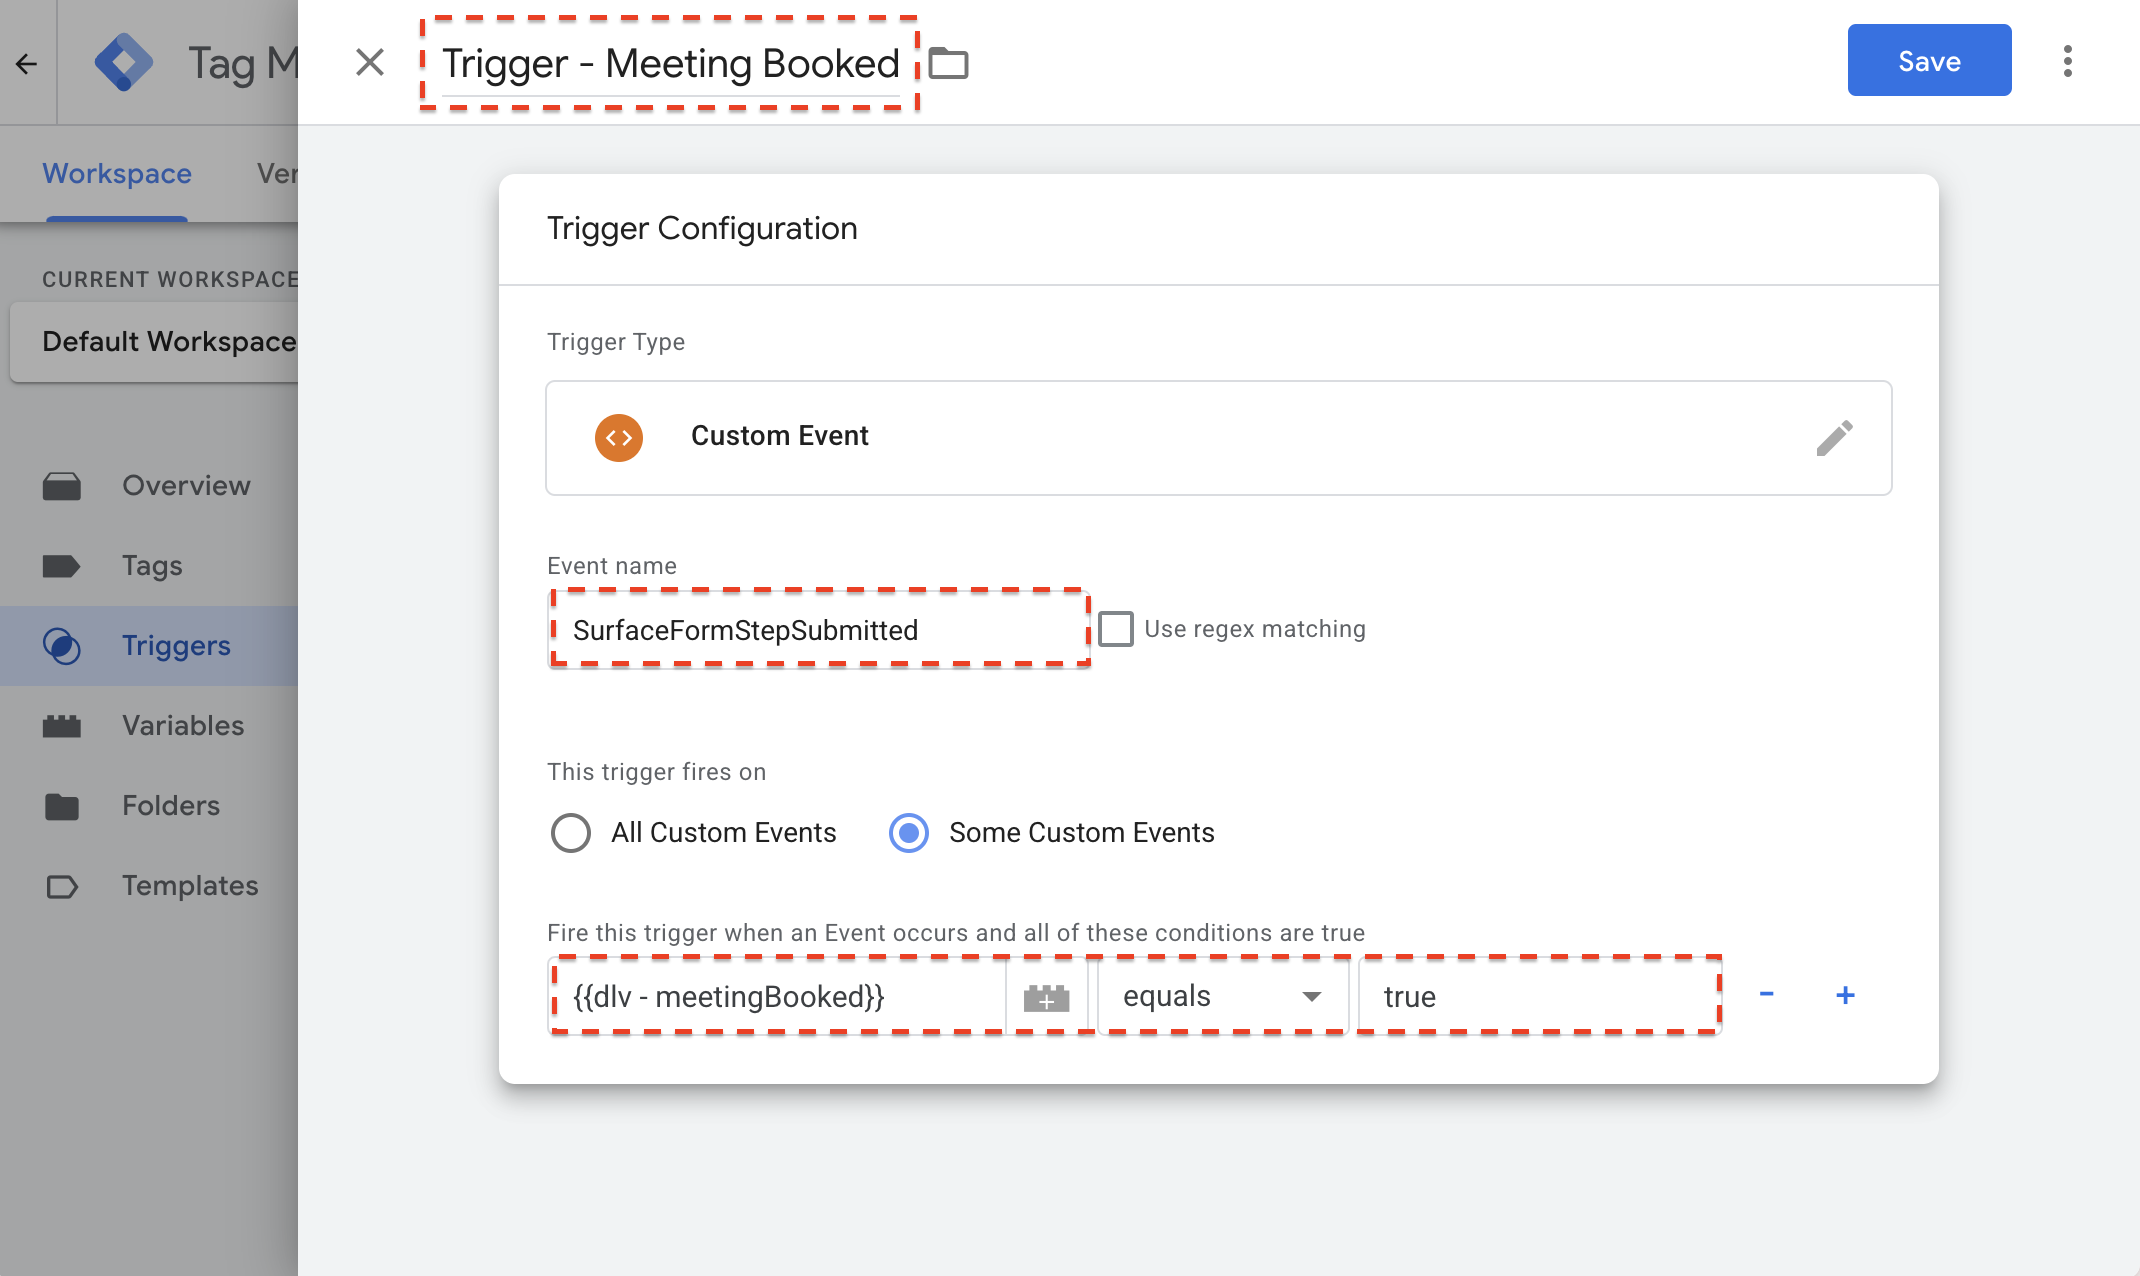 Tag M
Trigger - Meeting Booked
Save
Workspace
Ver
CURRENT WORKSPACE
Default Workspace
Overview
Tags
Triggers
Variables
Folders
Templates
Trigger Configuration
Trigger Type
Custom Event
Event name
SurfaceFormStepSubmitted
Use regex matching
This trigger fires on
All Custom Events
Some Custom Events
Fire this trigger when an Event occurs and all of these conditions are true
{{dlv - meetingBooked}}
equals
true